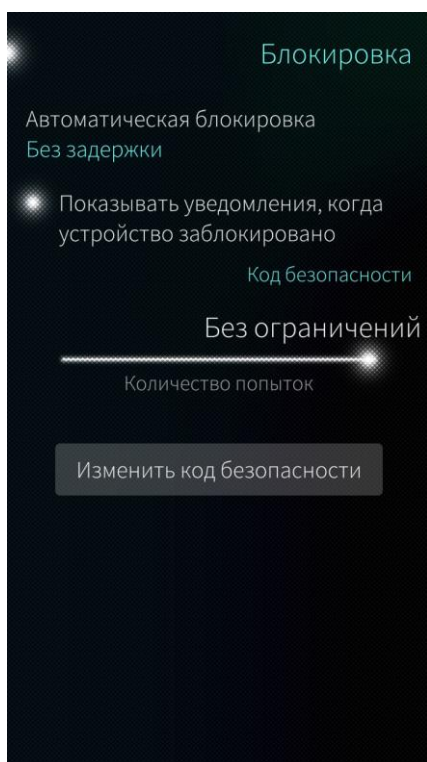 Блокировка
Автоматическая блокировка
Без задержки
Показывать уведомления, когда
устройство заблокировано
Код безопасности
Без ограничений
Количество попыток
Изменить код безопасности